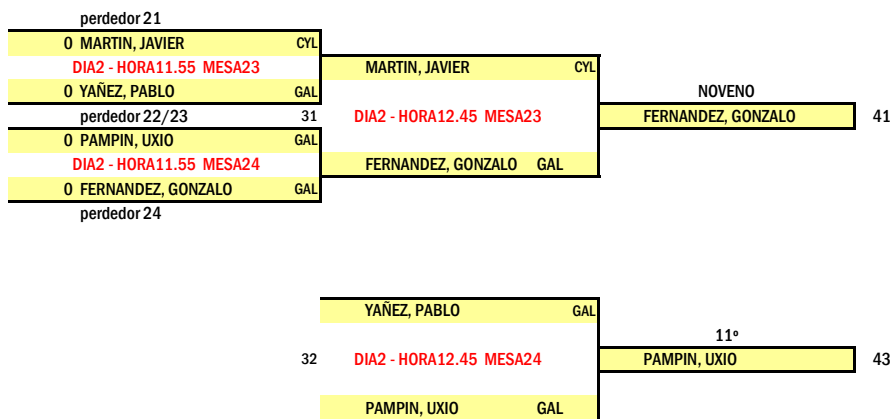 perdedor 21
0 MARTIN, JAVIER CYL
DIA2 - HORA11.55 MESA23
0 YAÑEZ, PABLO GAL
perdedor 22/23 31
0 PAMPIN, UXIO GAL
DIA2 - HORA11.55 MESA24
0 FERNANDEZ, GONZALO GAL
perdedor 24
MARTIN, JAVIER CYL
DIA2 - HORA12.45 MESA23
FERNANDEZ, GONZALO GAL
NOVENO
FERNANDEZ, GONZALO 41
YAÑEZ, PABLO GAL
32 DIA2 - HORA12.45 MESA24
PAMPIN, UXIO GAL
11º
PAMPIN, UXIO 43